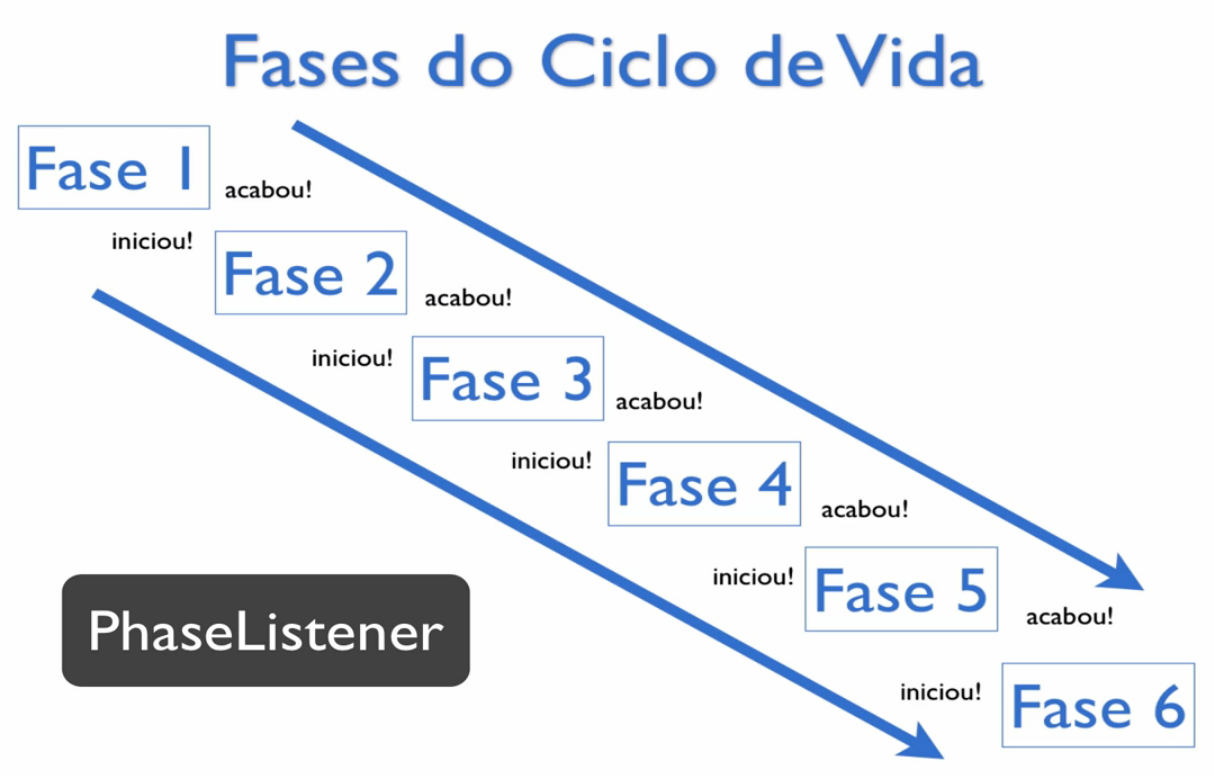 Fases do Ciclo de Vida
Fase 1
acabou!
iniciou!
Fase 2
acabou!
iniciou!
Fase 3
acabou!
iniciou!
Fase 4
acabou!
iniciou!
Fase 5
acabou!
iniciou!
Fase 6
PhaseListener